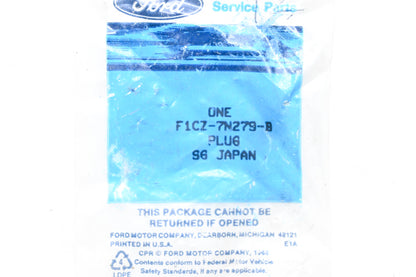 Ford
Service Parts
ONE
F1CZ-7N279-B
PLUG
SG JAPAN
THIS PACKAGE CANNOT BE
RETURNED IF OPENED
FORD MOTOR COMPANY, DEARBORN, MICHIGAN 48121
PRINTED IN U.S.A. E1A
CPR © FORD MOTOR COMPANY,
Contents conform to Federal Motor Vehicle
Safety Standards, if any are applicable.
4
LDPE